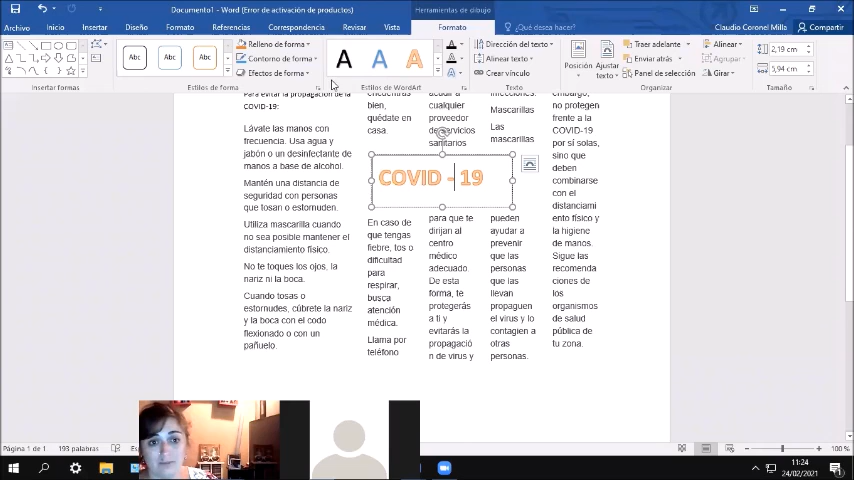 Documento1 - Word (Error de activación de productos)
Herramientas de dibujo
Archivo Inicio Insertar Diseño Formato Referencias Correspondencia Revisar Vista Formato ¿Qué desea hacer? Claudio Coronel Milla Compartir
Abc Abc Abc
Relleno de forma
Contorno de forma
Efectos de forma
A A A
A
A
A
Dirección del texto
Alinear texto
Crear vínculo
Posición
Ajustar
texto
Traer adelante
Enviar atrás
Panel de selección
Alinear
Agrupar
Girar
2,19 cm
5,94 cm
Insertar formas Estilos de forma Estilos de WordArt Texto Organizar Tamaño
Para evitar la propagación de la
COVID-19:
Lávate las manos con
frecuencia. Usa agua y
jabón o un desinfectante de
manos a base de alcohol.
Mantén una distancia de
seguridad con personas
que tosan o estornuden.
Utiliza mascarilla cuando
no sea posible mantener el
distanciamiento físico.
No te toques los ojos, la
nariz ni la boca.
Cuando tosas o
estornudes, cúbrete la nariz
y la boca con el codo
flexionado o con un
pañuelo.
encuentras
bien,
quédate en
casa.
COVID - 19
En caso de
que tengas
fiebre, tos o
dificultad
para
respirar,
busca
atención
médica.
Llama por
teléfono
acudir a
cualquier
proveedor
de servicios
sanitarios
para que te
dirijan al
centro
médico
adecuado.
De esta
forma, te
protegerás
a ti y
evitarás la
propagació
n de virus y
infecciones.
Mascarillas
Las
mascarillas
pueden
ayudar a
prevenir
que las
personas
que las
llevan
propaguen
el virus y lo
contagien a
otras
personas.
embargo,
no protegen
frente a la
COVID-19
por sí solas,
sino que
deben
combinarse
con el
distanciami
ento físico y
la higiene
de manos.
Sigue las
recomenda
ciones de
los
organismos
de salud
pública de
tu zona.
Página 1 de 1 193 palabras
100 %
11:24
24/02/2021